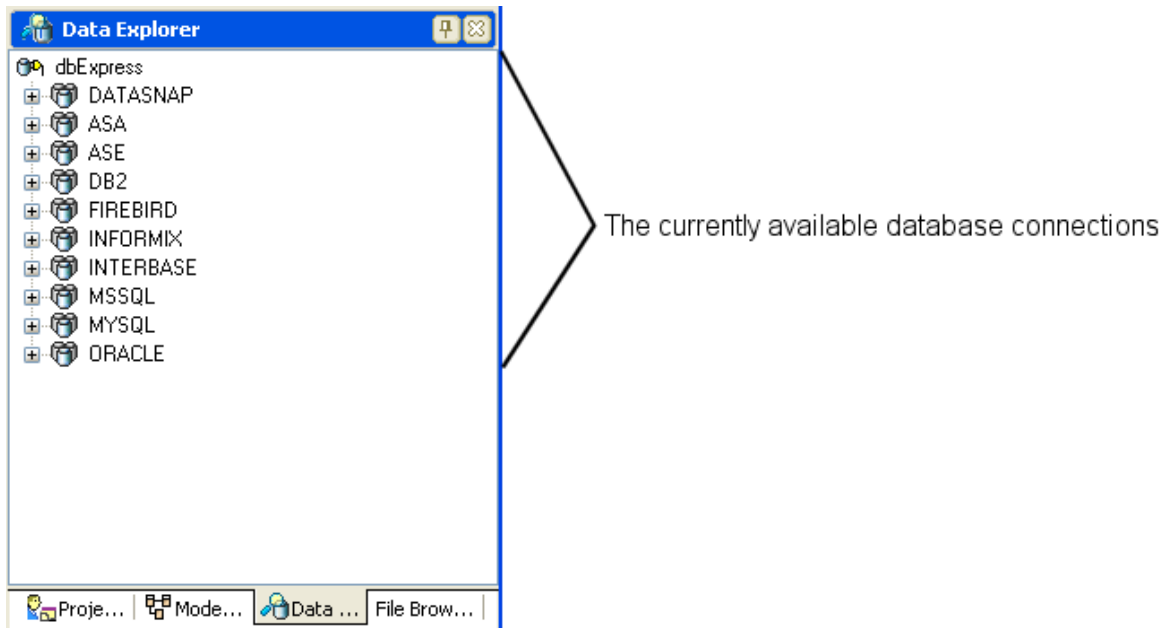 Data Explorer
dbExpress
DATASNAP
ASA
ASE
DB2
FIREBIRD
INFORMIX
INTERBASE
MSSQL
MYSQL
ORACLE
The currently available database connections
Proje... Mode... Data ... File Brow...